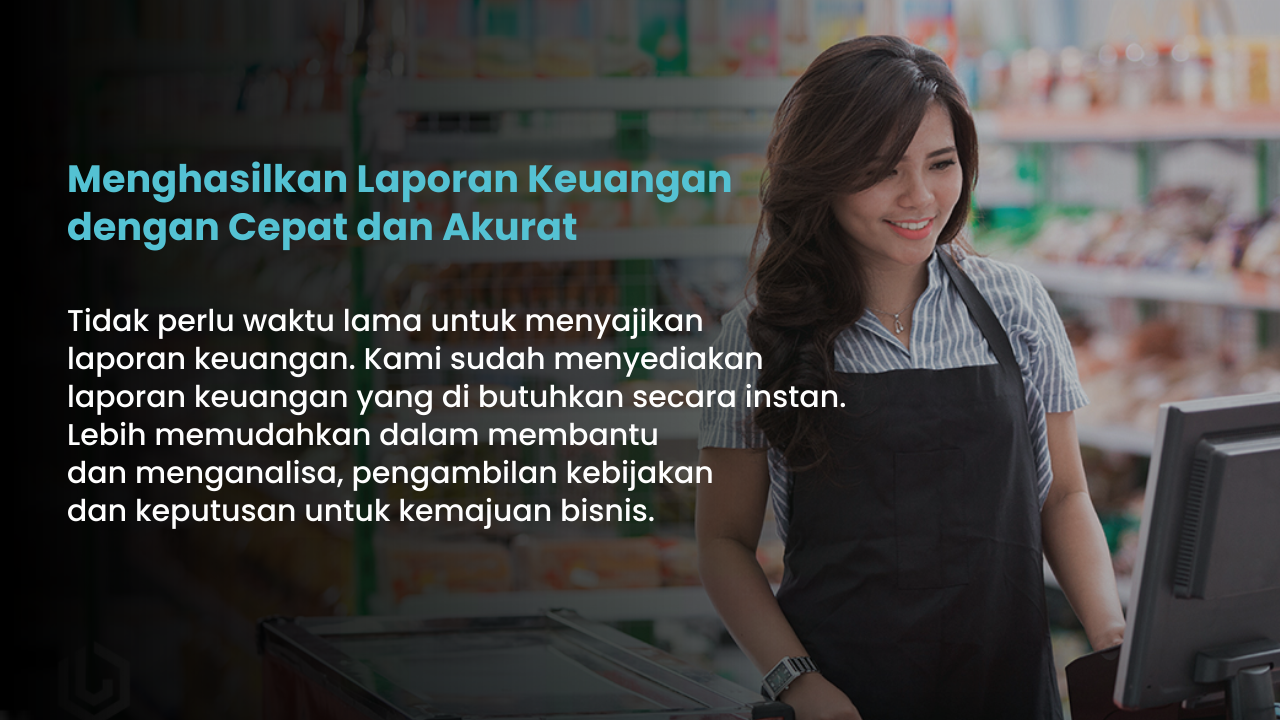 Menghasilkan Laporan Keuangan
dengan Cepat dan Akurat
Tidak perlu waktu lama untuk menyajikan
laporan keuangan. Kami sudah menyediakan
laporan keuangan yang di butuhkan secara instan.
Lebih memudahkan dalam membantu
dan menganalisa, pengambilan kebijakan
dan keputusan untuk kemajuan bisnis.